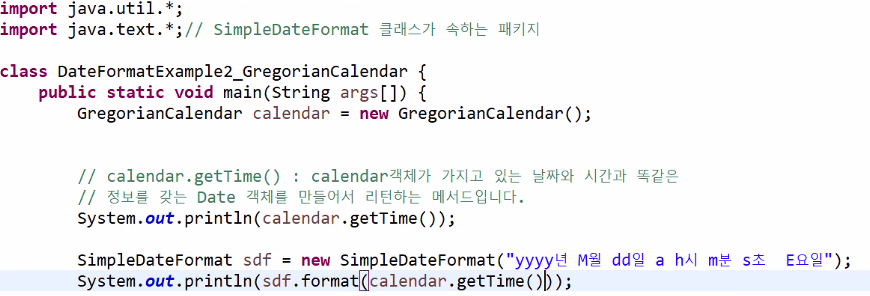 import java.util.*;
import java.text.*;// SimpleDateFormat 클래스가 속하는 패키지
class DateFormatExample2_GregorianCalendar {
public static void main(String args[]) {
GregorianCalendar calendar = new GregorianCalendar();
// calendar.getTime() : calendar객체가 가지고 있는 날짜와 시간과 똑같은
// 정보를 갖는 Date 객체를 만들어서 리턴하는 메서드입니다.
System.out.println(calendar.getTime());
SimpleDateFormat sdf = new SimpleDateFormat("yyyy년 M월 dd일 a h시 m분 s초  E요일");
System.out.println(sdf.format(calendar.getTime()));